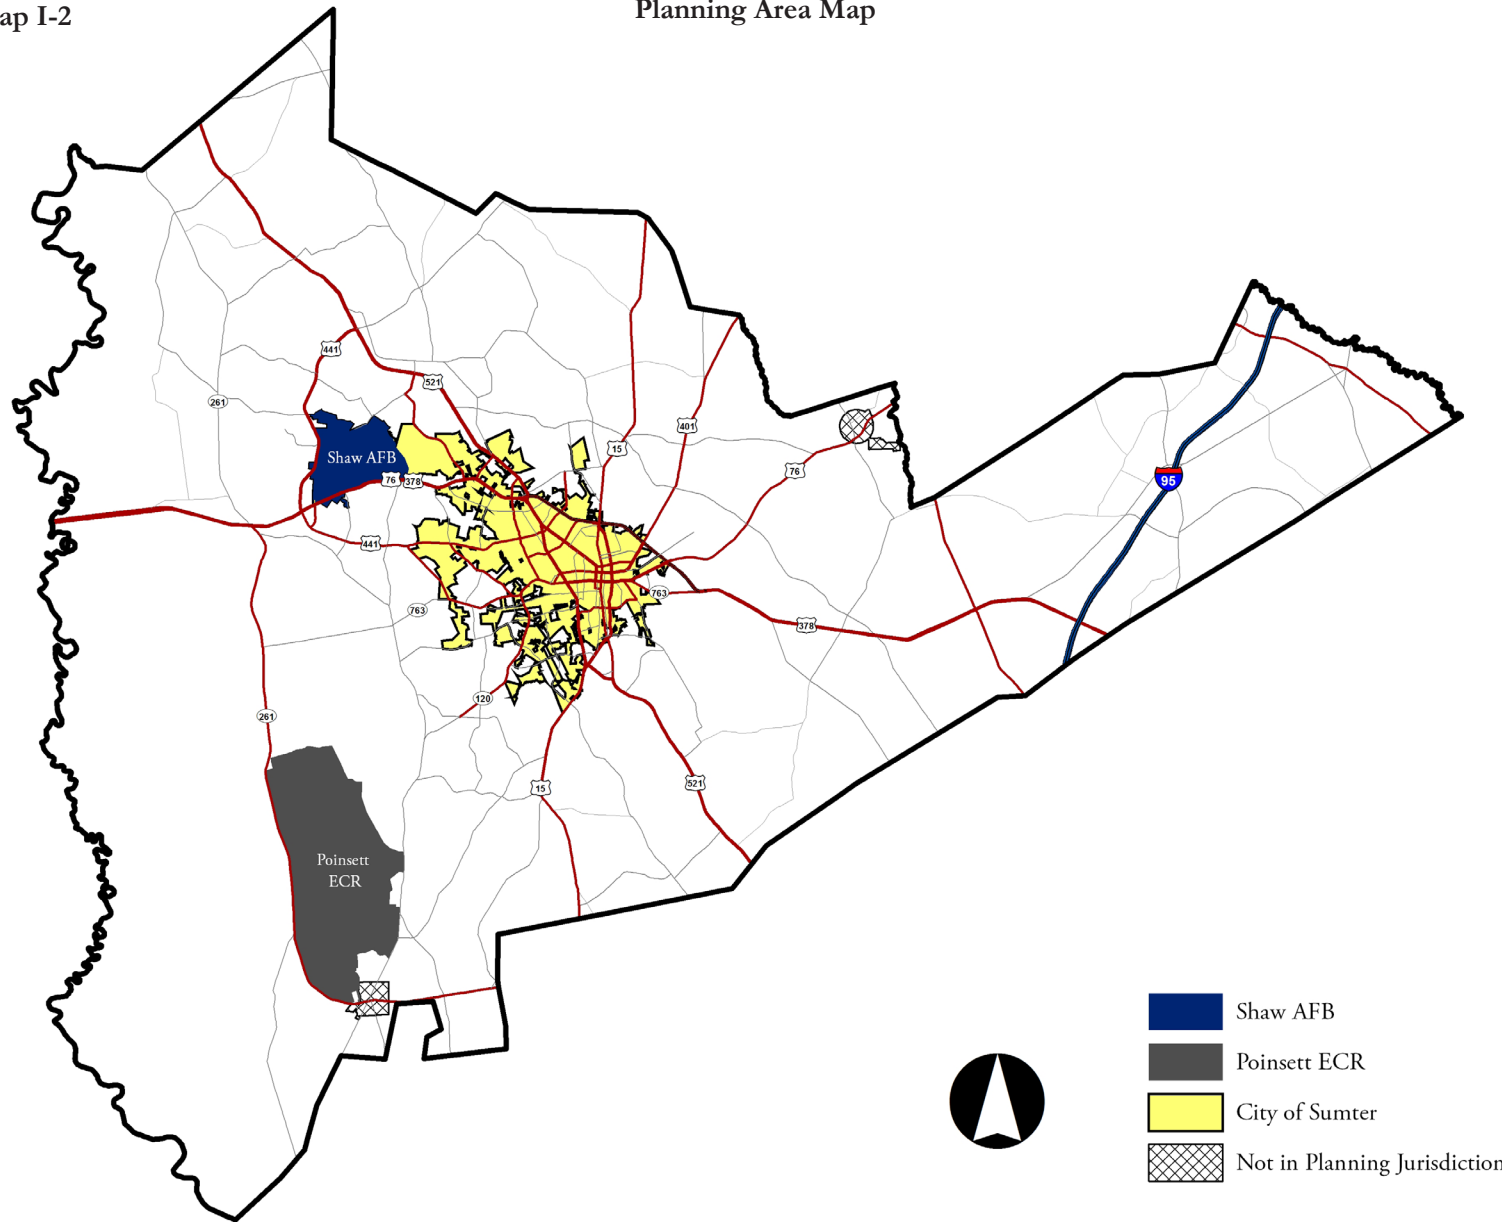 ap I-2
Planning Area Map
441
521
261
401
15
Shaw AFB
76
76
378
95
441
763
763
378
120
261
521
15
Poinsett
ECR
Shaw AFB
Poinsett ECR
City of Sumter
Not in Planning Jurisdiction